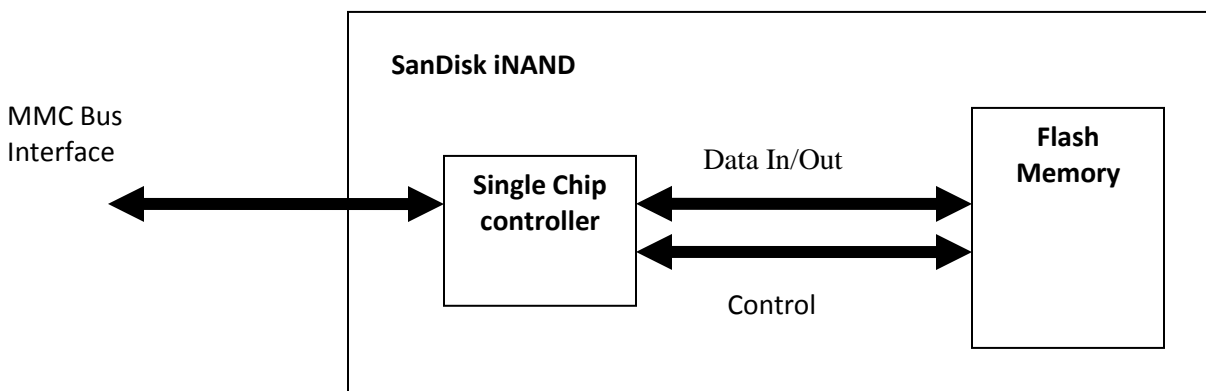 SanDisk iNAND
MMC Bus
Interface
Single Chip
controller
Data In/Out
Control
Flash
Memory